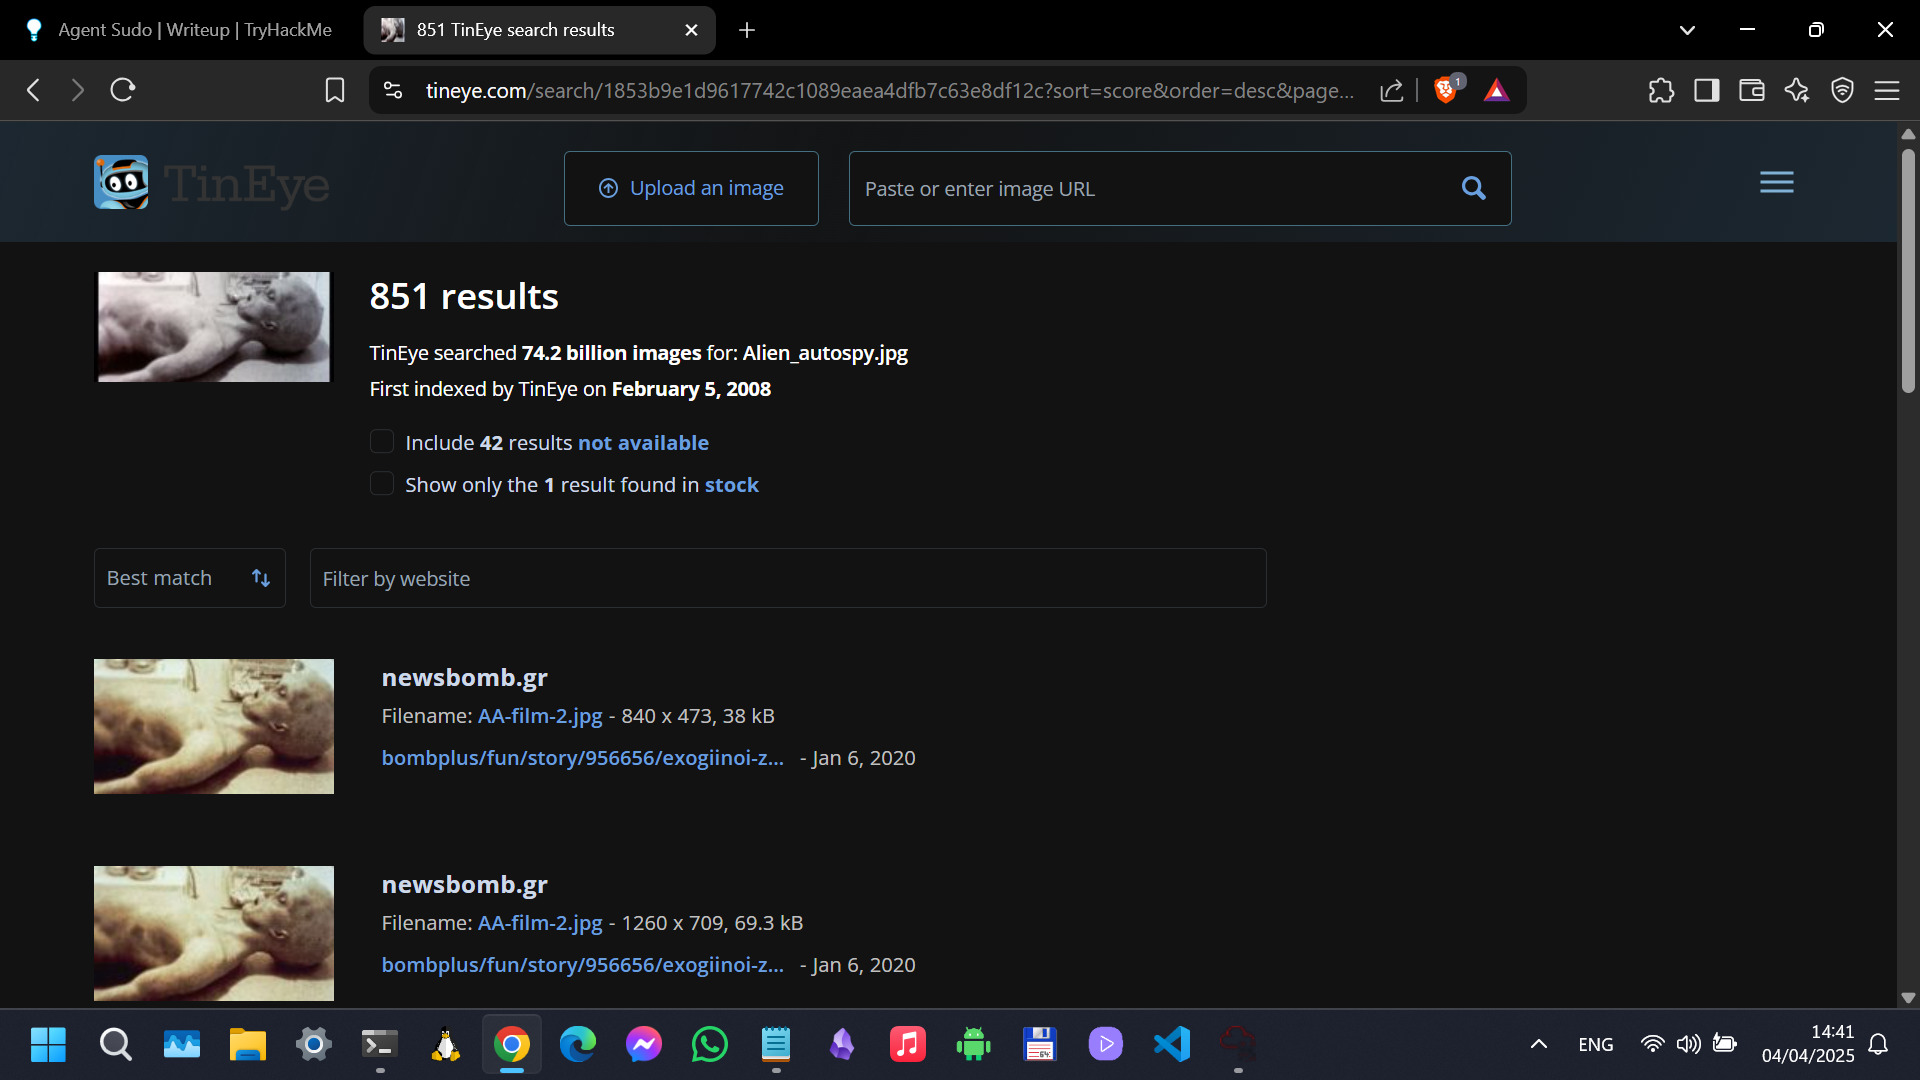 Agent Sudo | Writeup | TryHackMe
851 TinEye search results
tineye.com/search/1853b9e1d9617742c1089eaea4dfb7c63e8df12c?sort=score&order=desc&page...
1
TinEye
Upload an image
Paste or enter image URL
851 results
TinEye searched 74.2 billion images for: Alien_autospy.jpg
First indexed by TinEye on February 5, 2008
Include 42 results not available
Show only the 1 result found in stock
Best match
Filter by website
newsbomb.gr
Filename: AA-film-2.jpg - 840 x 473, 38 kB
bombplus/fun/story/956656/exogiinoi-z... - Jan 6, 2020
newsbomb.gr
Filename: AA-film-2.jpg - 1260 x 709, 69.3 kB
bombplus/fun/story/956656/exogiinoi-z... - Jan 6, 2020
64
ENG
14:41
04/04/2025